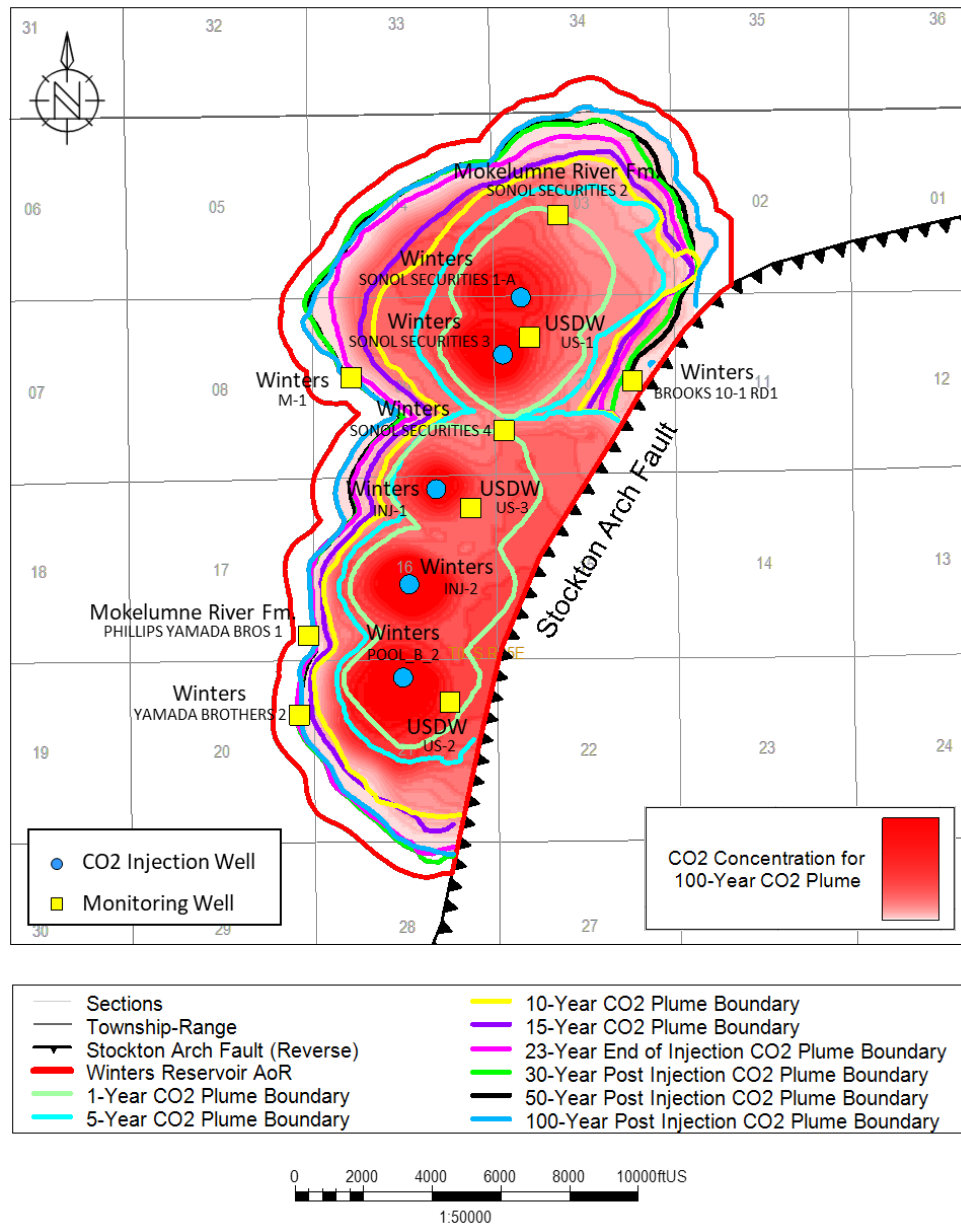 31
32
33
34
36
N
Mokelumne River Fm.
SONOL SECURITIES 2
06
05
03
02
01
Winters
SONOL SECURITIES 1-A
Winters
SONOL SECURITIES 3
USDW
US-1
Winters
M-1
07
08
Winters
BROOKS 10-1 RD1
11
12
Winters
SONOL SECURITIES 4
Stockton Arch Fault
Winters
INJ-1
USDW
US-3
18
17
16
Winters
INJ-2
14
13
Mokelumne River Fm.
PHILLIPS YAMADA BROS 1
Winters
POOL_B_2
Winters
YAMADA BROTHERS 2
USDW
US-2
19
20
21
22
23
24
CO2 Injection Well
Monitoring Well
CO2 Concentration for
100-Year CO2 Plume
30
29
28
27
Sections
Township-Range
Stockton Arch Fault (Reverse)
Winters Reservoir AoR
1-Year CO2 Plume Boundary
5-Year CO2 Plume Boundary
10-Year CO2 Plume Boundary
15-Year CO2 Plume Boundary
23-Year End of Injection CO2 Plume Boundary
30-Year Post Injection CO2 Plume Boundary
50-Year Post Injection CO2 Plume Boundary
100-Year Post Injection CO2 Plume Boundary
0 2000 4000 6000 8000 10000ftUS
1:50000